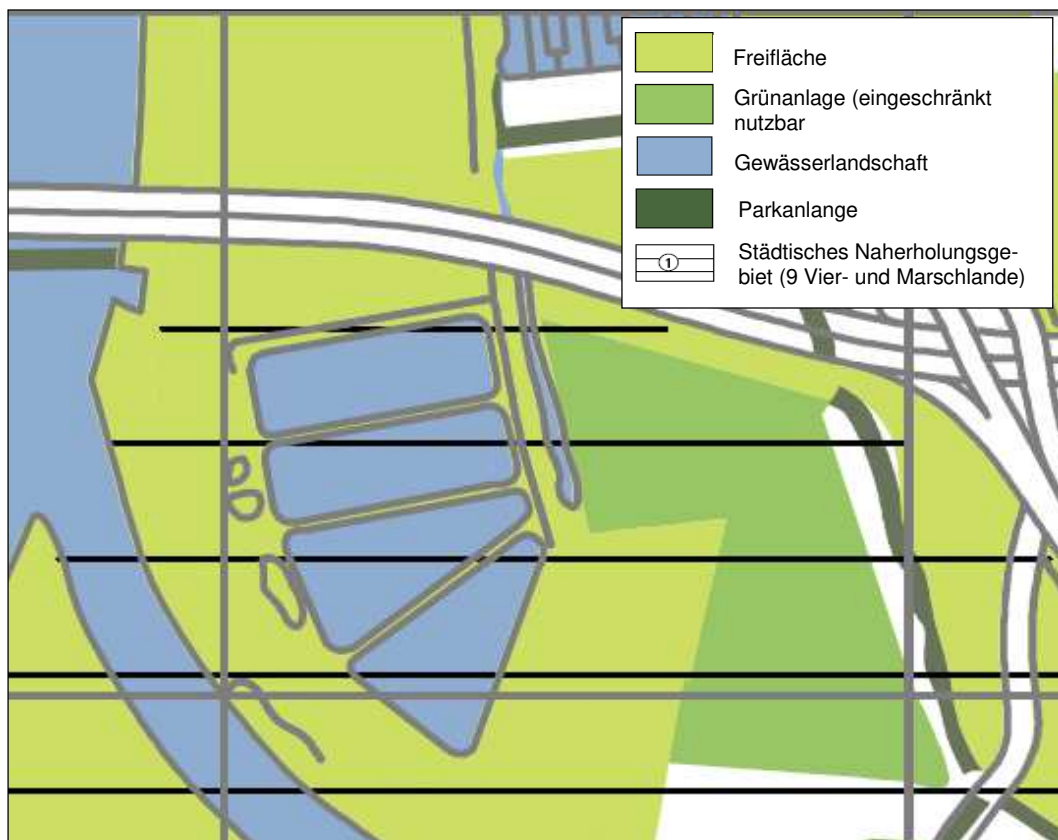 Freifläche
Grünanlage (eingeschränkt
nutzbar
Gewässerlandschaft
Parkanlange
1
Städtisches Naherholungsge-
biet (9 Vier- und Marschlande)